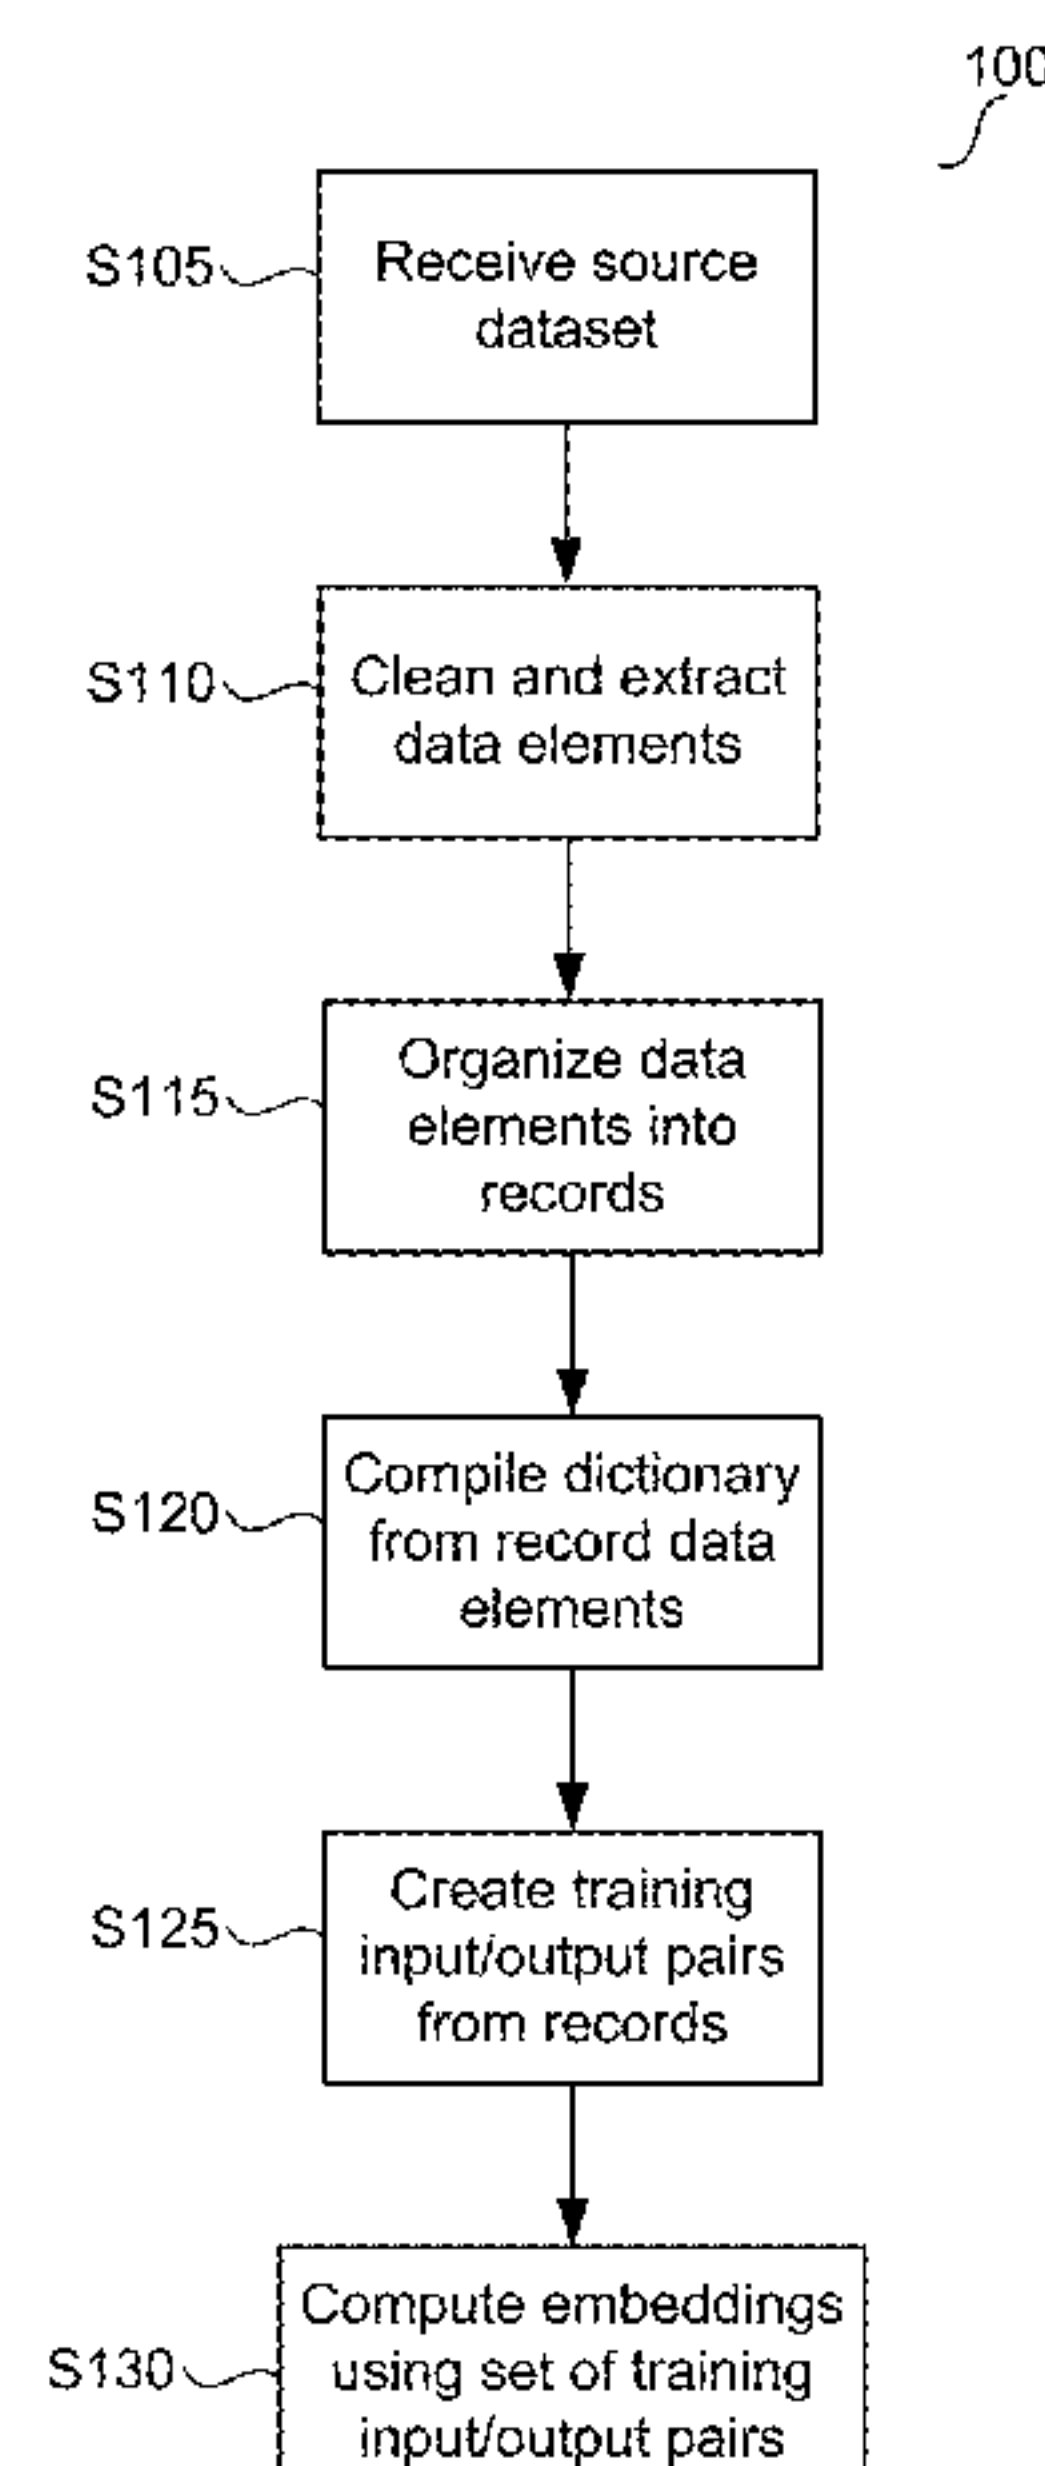 100
S105
Receive source
dataset
S110
Clean and extract
data elements
S115
Organize data
elements into
records
S120
Compile dictionary
from record data
elements
S125
Create training
input/output pairs
from records
S130
Compute embeddings
using set of training
input/output pairs